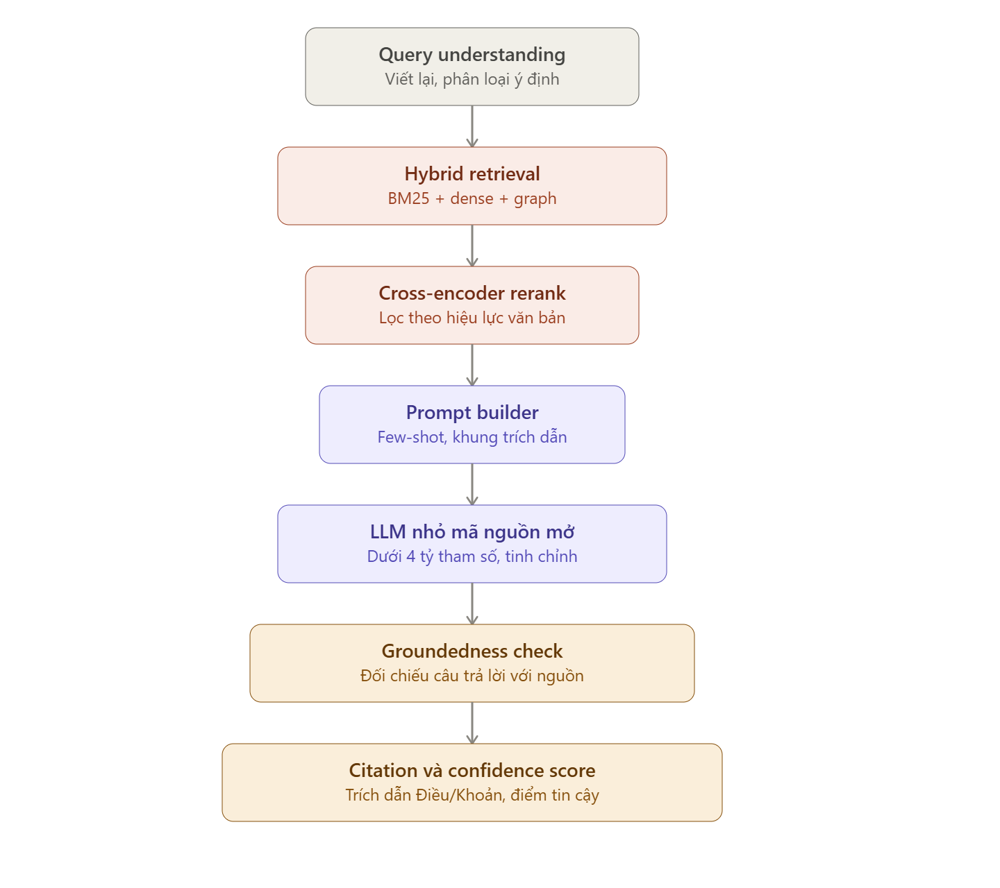 Query understanding
Viết lại, phân loại ý định
Hybrid retrieval
BM25 + dense + graph
Cross-encoder rerank
Lọc theo hiệu lực văn bản
Prompt builder
Few-shot, khung trích dẫn
LLM nhỏ mã nguồn mở
Dưới 4 tỷ tham số, tinh chỉnh
Groundedness check
Đối chiếu câu trả lời với nguồn
Citation và confidence score
Trích dẫn Điều/Khoản, điểm tin cậy